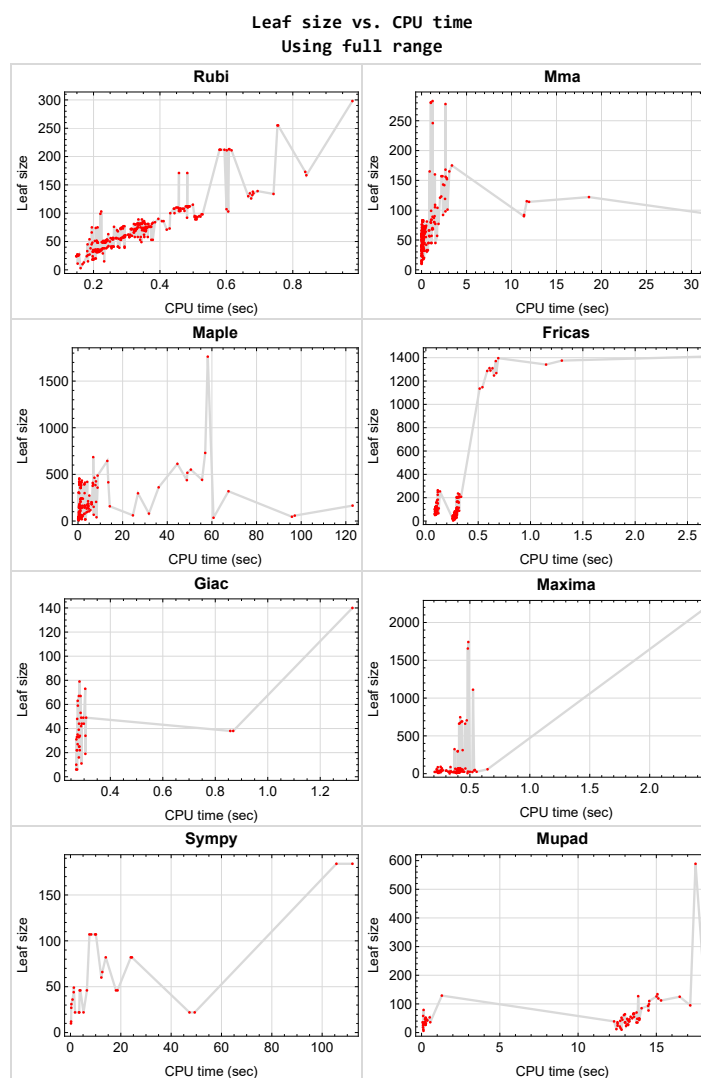 Leaf size vs. CPU time
Using full range
Rubi
Leaf size
300
250
200
150
100
50
0
0.2 0.4 0.6 0.8
CPU time (sec)
Mma
Leaf size
250
200
150
100
50
0
0 5 10 15 20 25 30
CPU time (sec)
Maple
Leaf size
1500
1000
500
0
0 20 40 60 80 100 120
CPU time (sec)
Fricas
Leaf size
1400
1200
1000
800
600
400
200
0
0.0 0.5 1.0 1.5 2.0 2.6
CPU time (sec)
Giac
Leaf size
140
120
100
80
60
40
20
0
0.4 0.6 0.8 1.0 1.2
CPU time (sec)
Maxima
Leaf size
2000
1500
1000
500
0
0.5 1.0 1.5 2.0
CPU time (sec)
Sympy
Leaf size
150
100
50
0
0 20 40 60 80 100
CPU time (sec)
Mupad
Leaf size
600
500
400
300
200
100
0
0 5 10 15
CPU time (sec)